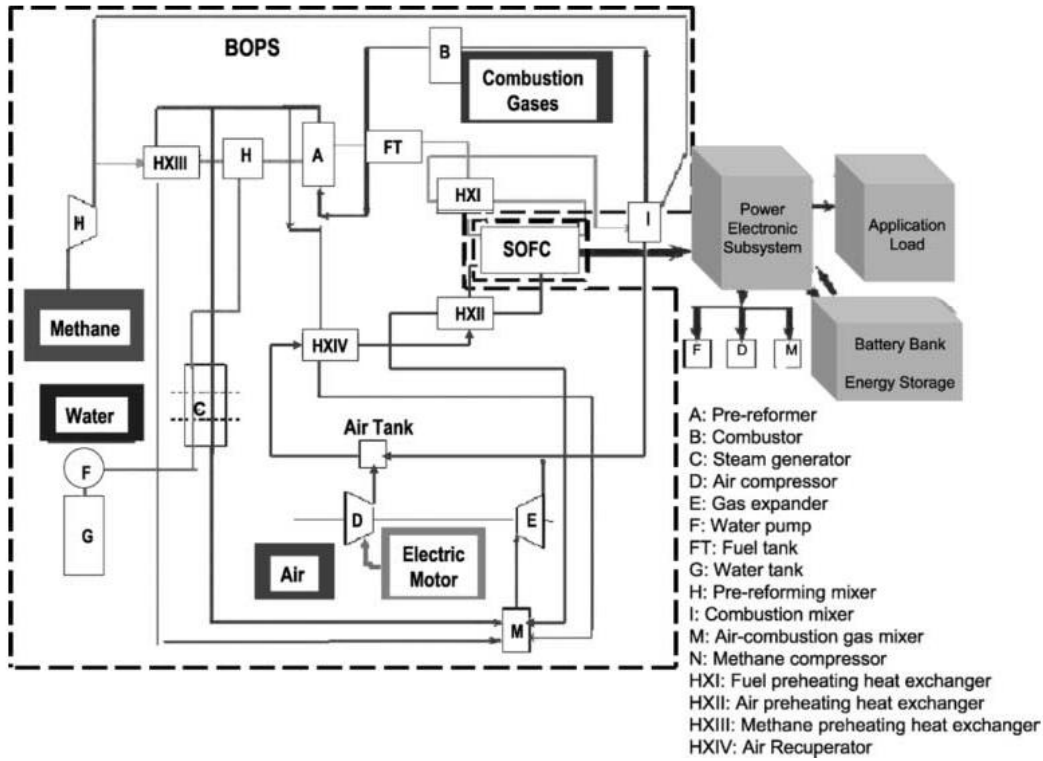 BOPS
B
Combustion
Gases
HXIII
H
A
FT
HXI
I
H
SOFC
Power
Electronic
Subsystem
Application
Load
Methane
HXII
HXIV
F
D
M
Battery Bank
Energy Storage
Water
C
Air Tank
F
G
D
E
Air
Electric
Motor
M
A: Pre-reformer
B: Combustor
C: Steam generator
D: Air compressor
E: Gas expander
F: Water pump
FT: Fuel tank
G: Water tank
H: Pre-reforming mixer
I: Combustion mixer
M: Air-combustion gas mixer
N: Methane compressor
HXI: Fuel preheating heat exchanger
HXII: Air preheating heat exchanger
HXIII: Methane preheating heat exchanger
HXIV: Air Recuperator